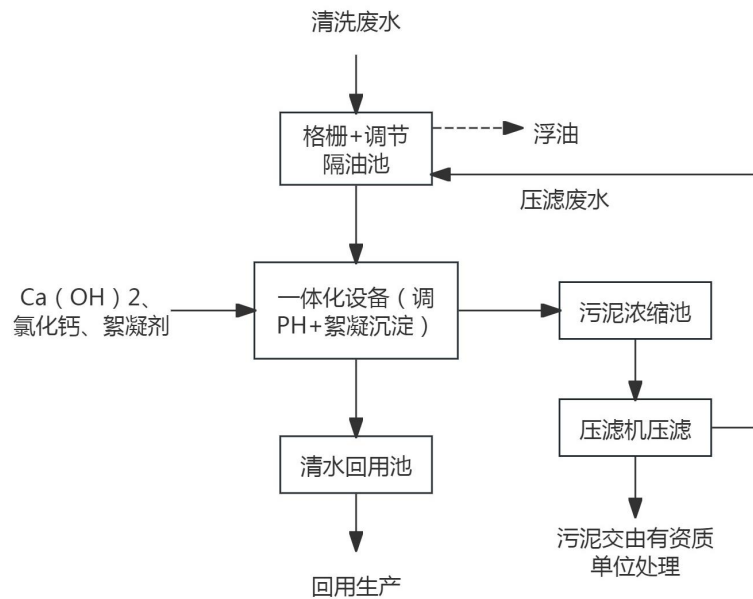 清洗废水
格栅+调节
隔油池
浮油
压滤废水
Ca（OH）2、
氯化钙、絮凝剂
一体化设备（调
PH+絮凝沉淀）
污泥浓缩池
压滤机压滤
清水回用池
污泥交由有资质
单位处理
回用生产